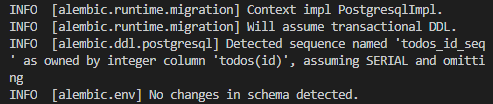 INFO  [alembic.runtime.migration] Context impl PostgresqlImpl.
INFO  [alembic.runtime.migration] Will assume transactional DDL.
INFO  [alembic.ddl.postgresql] Detected sequence named 'todos_id_seq
' as owned by integer column 'todos(id)', assuming SERIAL and omitti
ng
INFO  [alembic.env] No changes in schema detected.